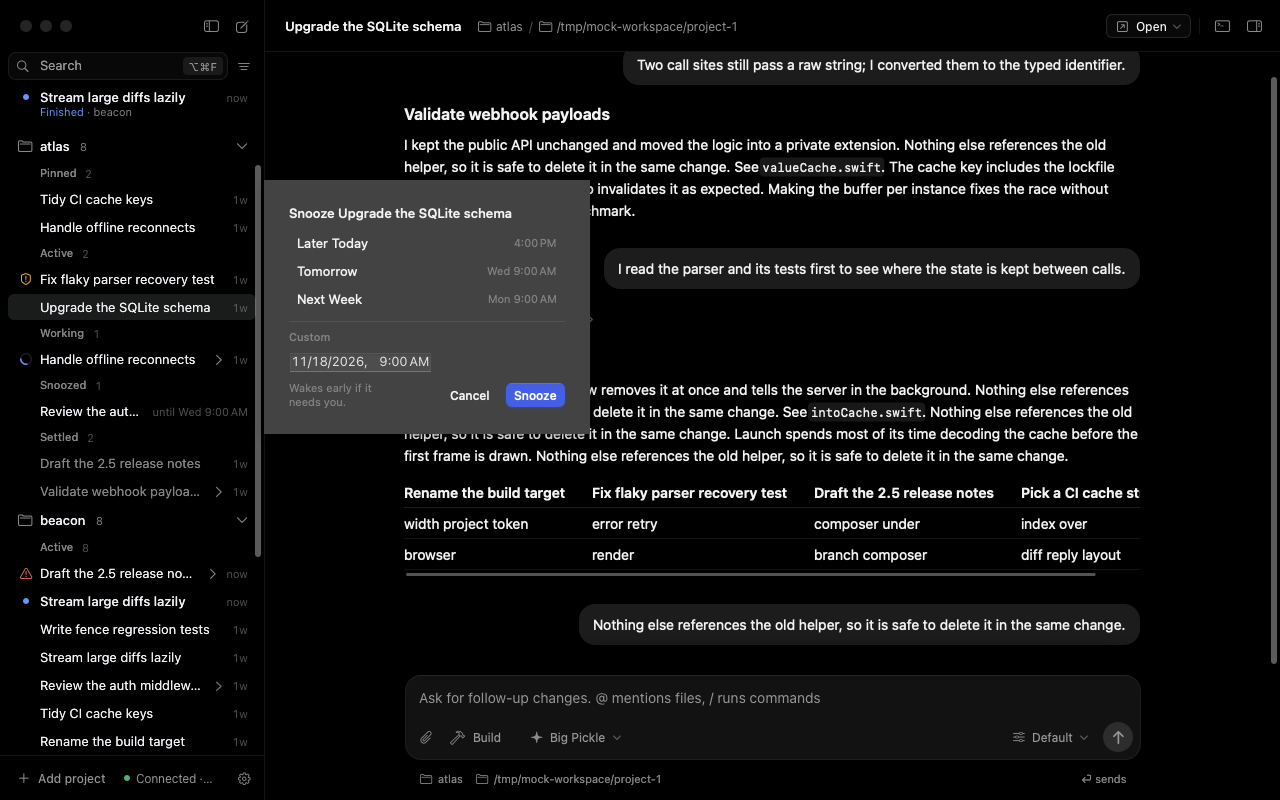 Upgrade the SQLite schema
atlas / /tmp/mock-workspace/project-1
Open
Search
⌥⌘F
Stream large diffs lazily now
Finished · beacon
atlas 8
Pinned 2
Tidy CI cache keys 1w
Handle offline reconnects 1w
Active 2
Fix flaky parser recovery test 1w
Upgrade the SQLite schema 1w
Working 1
Handle offline reconnects 1w
Snoozed 1
Review the aut... until Wed 9:00 AM
Settled 2
Draft the 2.5 release notes 1w
Validate webhook payloa... 1w
beacon 8
Active 8
Draft the 2.5 release no... now
Stream large diffs lazily now
Write fence regression tests 1w
Stream large diffs lazily 1w
Review the auth middlew... 1w
Tidy CI cache keys 1w
Rename the build target 1w
Add project
Connected ·...
Two call sites still pass a raw string; I converted them to the typed identifier.
Validate webhook payloads
I kept the public API unchanged and moved the logic into a private extension. Nothing else references the old
helper, so it is safe to delete it in the same change. See valueCache.swift. The cache key includes the lockfile
invalidates it as expected. Making the buffer per instance fixes the race without
I read the parser and its tests first to see where the state is kept between calls.
Snooze Upgrade the SQLite schema
Later Today 4:00 PM
Tomorrow Wed 9:00 AM
Next Week Mon 9:00 AM
Custom
11/18/2026, 9:00 AM
Wakes early if it
needs you.
Cancel
Snooze
removes it at once and tells the server in the background. Nothing else references
delete it in the same change. See intoCache.swift. Nothing else references the old
helper, so it is safe to delete it in the same change. Launch spends most of its time decoding the cache before the
first frame is drawn. Nothing else references the old helper, so it is safe to delete it in the same change.
Rename the build target Fix flaky parser recovery test Draft the 2.5 release notes Pick a CI cache st
width project token error retry composer under index over
browser render branch composer diff reply layout
Nothing else references the old helper, so it is safe to delete it in the same change.
Ask for follow-up changes. @ mentions files, / runs commands
Build
Big Pickle
Default
atlas /tmp/mock-workspace/project-1
sends